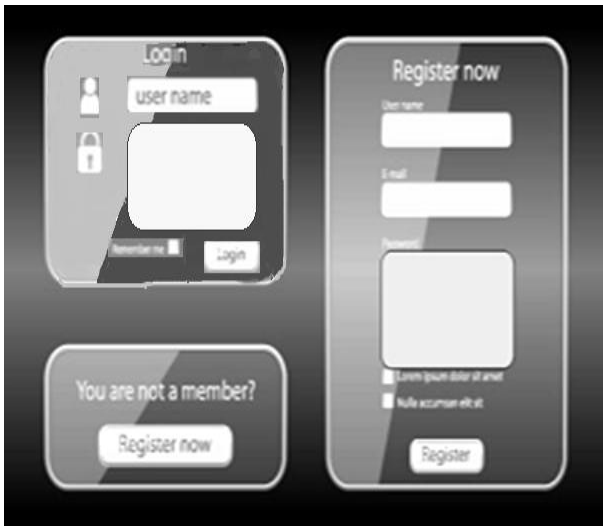 Login
user name
Remember me
Login
You are not a member?
Register now
Register now
User name
E-mail
Password
Lorem ipsum dolor sit amet
Nulla accumsan elit sit
Register